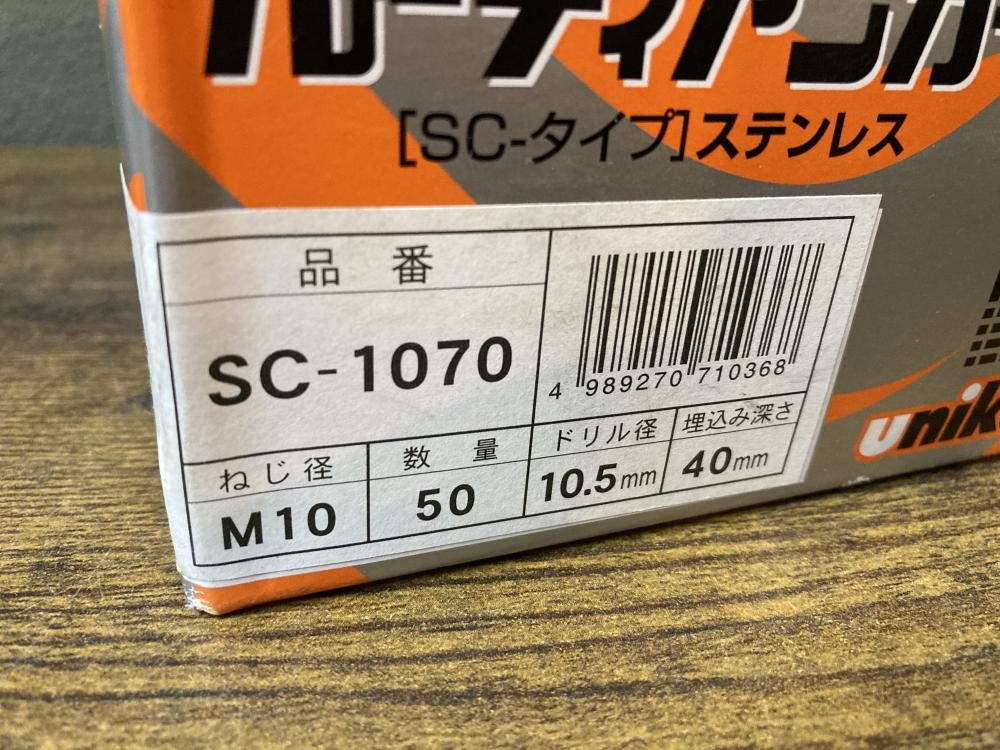 [SC-タイプ]ステンレス
品番
SC-1070
4 989270 710368
ねじ径 数量 ドリル径 埋込み深さ
M10 50 10.5mm 40mm